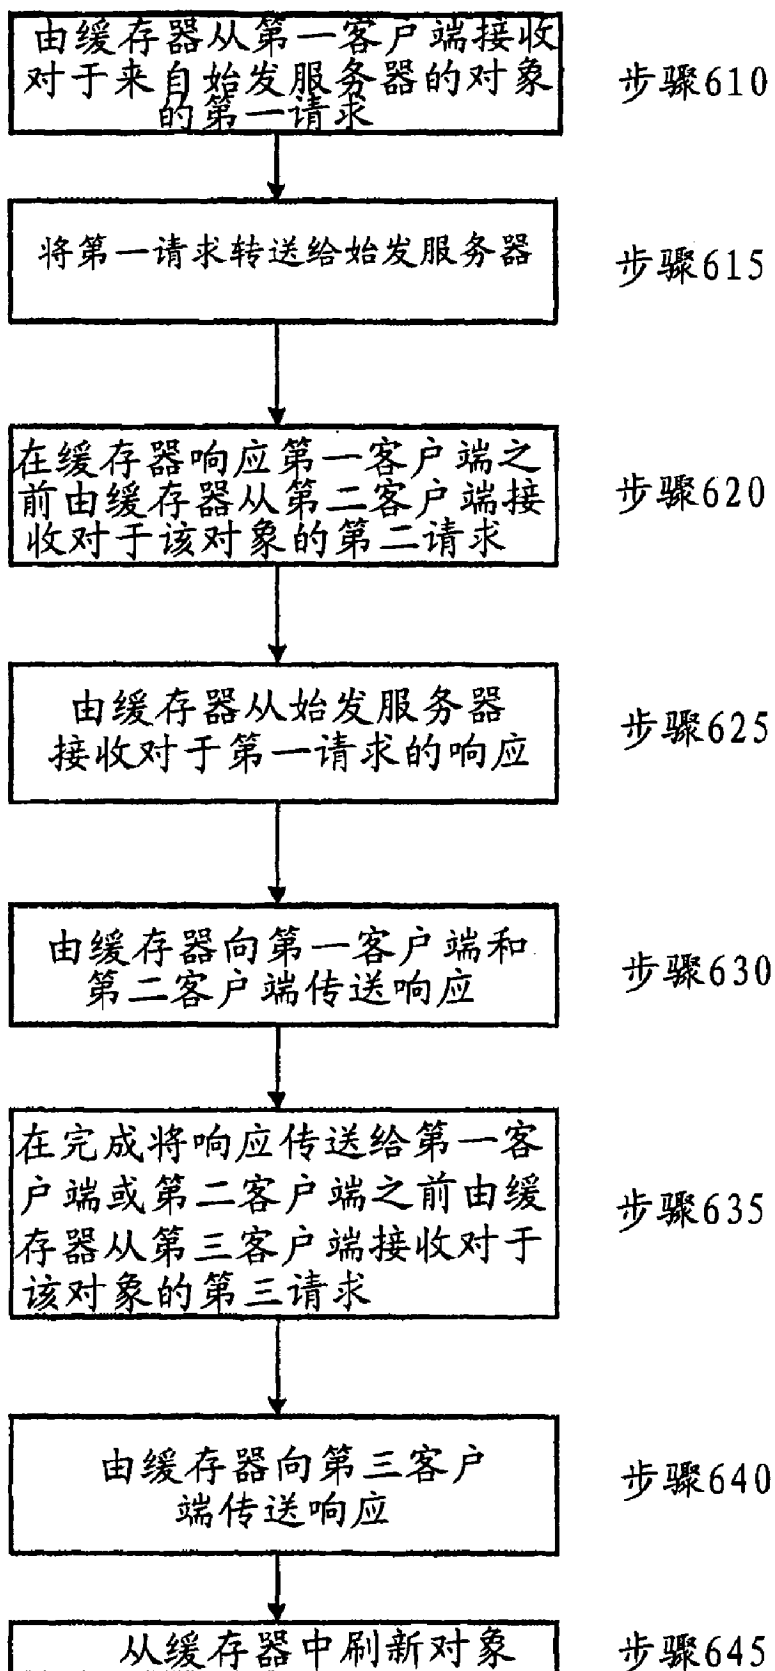 由缓存器从第一客户端接收
对于来自始发服务器的对象
的第一请求
步骤610
将第一请求转送给始发服务器
步骤615
在缓存器响应第一客户端之
前由缓存器从第二客户端接
收对于该对象的第二请求
步骤620
由缓存器从始发服务器
接收对于第一请求的响应
步骤625
由缓存器向第一客户端和
第二客户端传送响应
步骤630
在完成将响应传送给第一客
户端或第二客户端之前由缓
存器从第三客户端接收对于
该对象的第三请求
步骤635
由缓存器向第三客户
端传送响应
步骤640
从缓存器中刷新对象
步骤645